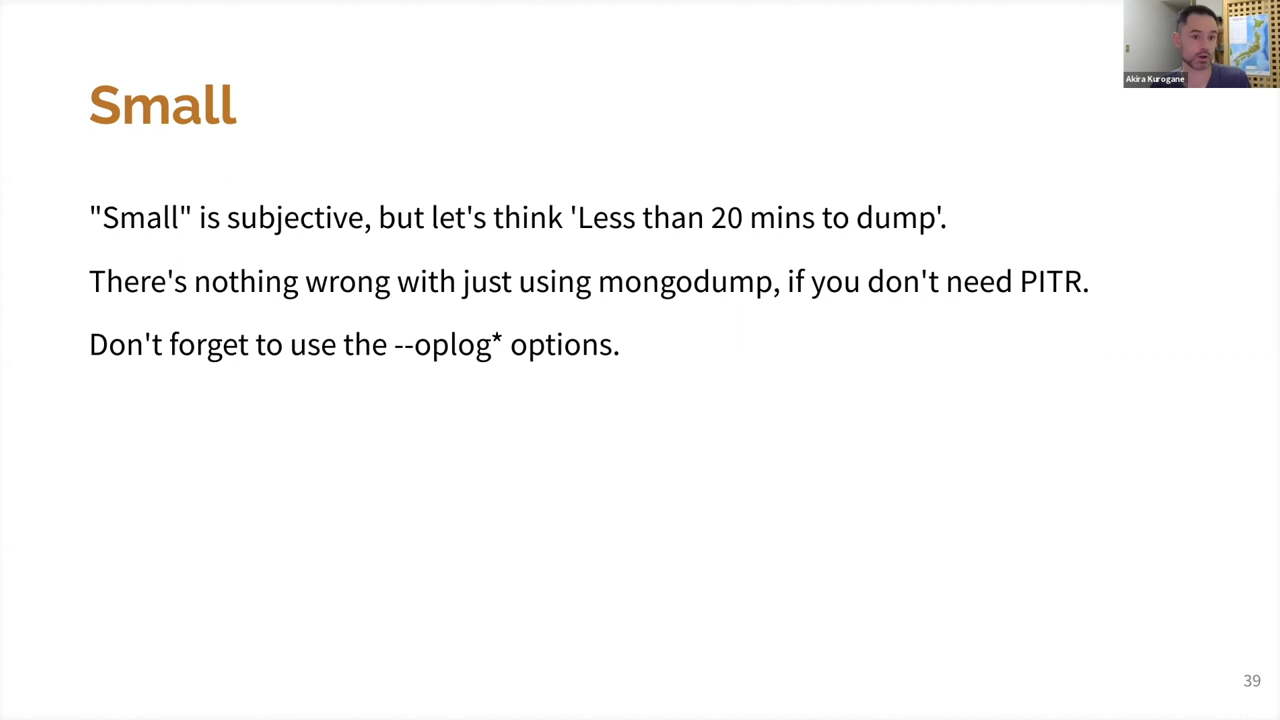 Akira Kurogane
Small
"Small" is subjective, but let's think 'Less than 20 mins to dump'.
There's nothing wrong with just using mongodump, if you don't need PITR.
Don't forget to use the --oplog* options.
39